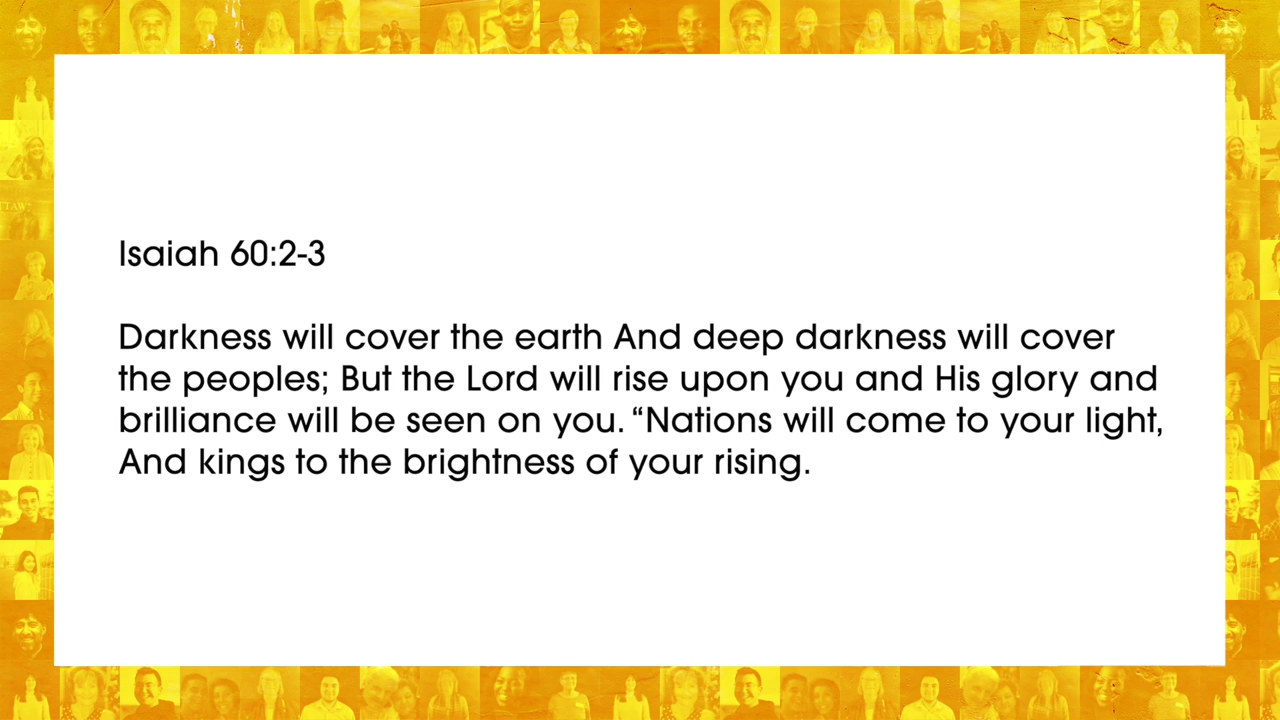 Isaiah 60:2-3
Darkness will cover the earth And deep darkness will cover
the peoples; But the Lord will rise upon you and His glory and
brilliance will be seen on you. “Nations will come to your light,
And kings to the brightness of your rising.